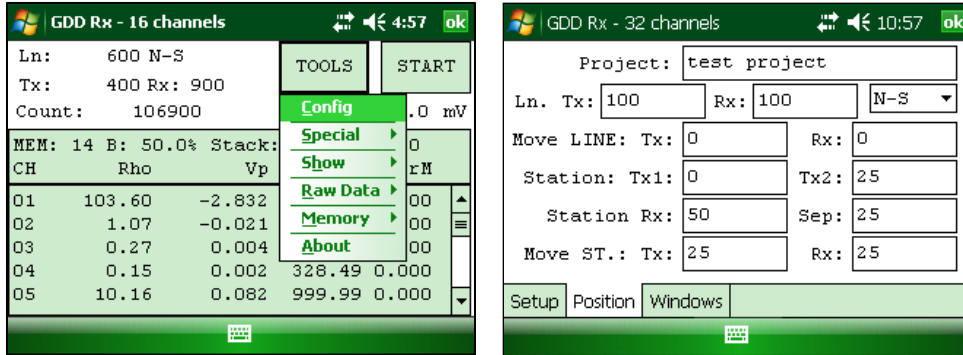 GDD Rx - 16 channels 4:57 ok
Ln: 600 N-S
Tx: 400 Rx: 900
Count: 106900
TOOLS START
.0 mV
Config
Special
Show
Raw Data
Memory
About
MEM: 14 B: 50.0% Stack: 0
CH Rho Vp rM
01 103.60 -2.832 00
02 1.07 -0.021 00
03 0.27 0.004 00
04 0.15 0.002 328.49 0.000
05 10.16 0.082 999.99 0.000
GDD Rx - 32 channels 10:57 ok
Project: test project
Ln. Tx: 100 Rx: 100 N-S
Move LINE: Tx: 0 Rx: 0
Station: Tx1: 0 Tx2: 25
Station Rx: 50 Sep: 25
Move ST.: Tx: 25 Rx: 25
Setup Position Windows